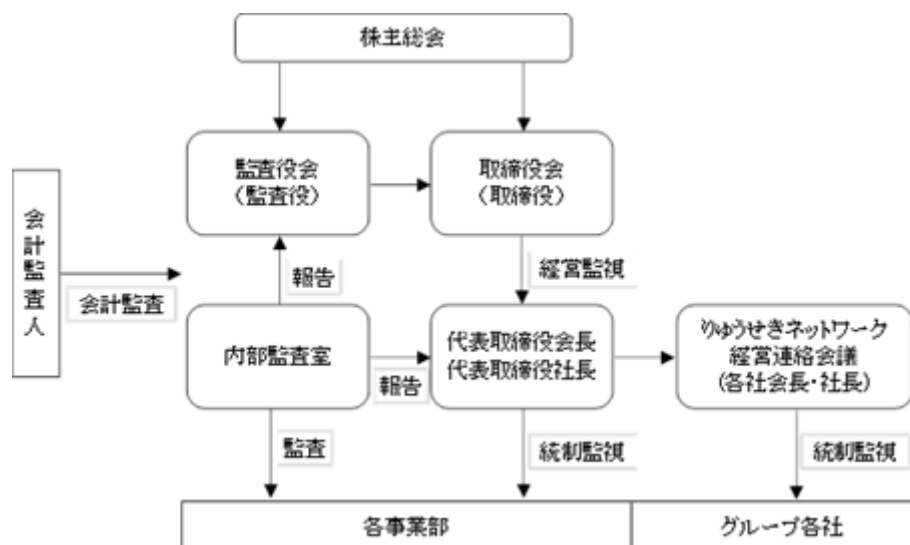 株主総会
監査役会
（監査役）
取締役会
（取締役）
会計監査人
会計監査
報告
経営監視
内部監査室
報告
代表取締役会長
代表取締役社長
りゅうせきネットワーク
経営連絡会議
(各社会長・社長)
監査
統制監視
統制監視
各事業部
グループ各社